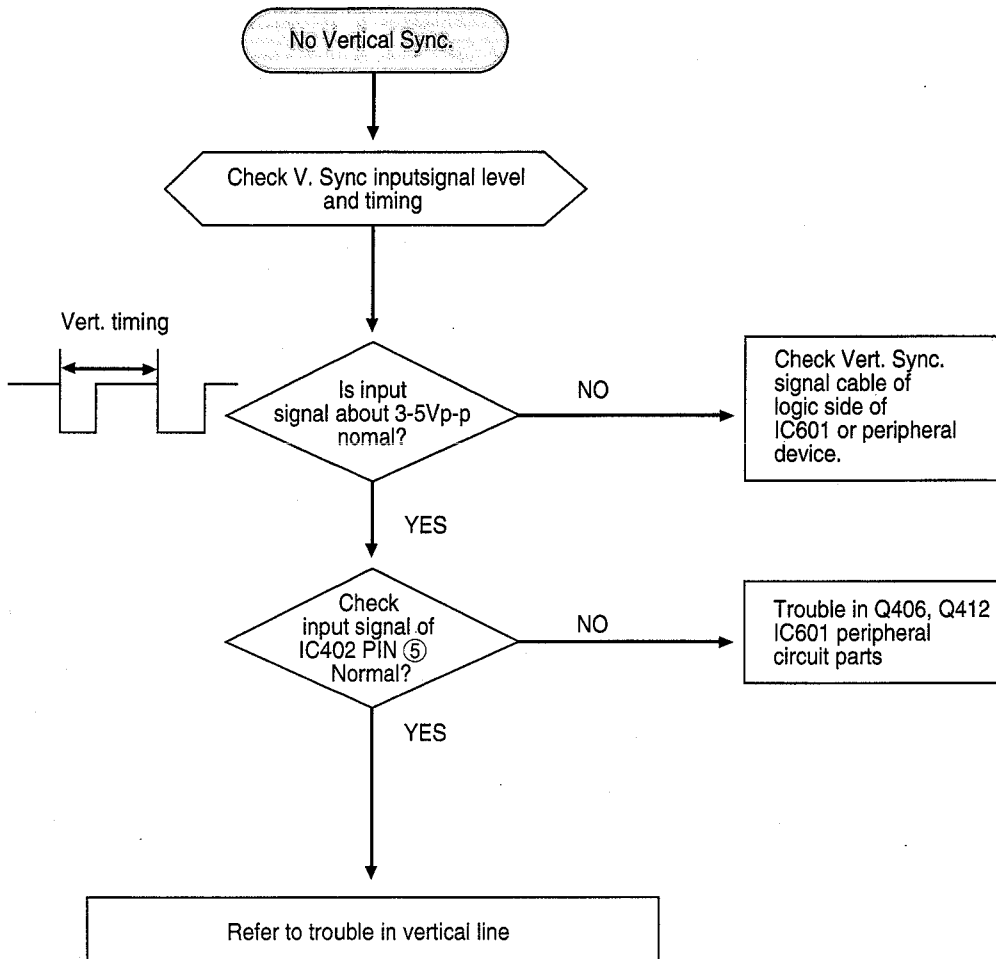 No Vertical Sync.
Check V. Sync inputsignal level
and timing
Vert. timing
Is input
signal about 3-5Vp-p
nomal?
NO
Check Vert. Sync.
signal cable of
logic side of
IC601 or peripheral
device.
YES
Check
input signal of
IC402 PIN ⑤
Normal?
NO
Trouble in Q406, Q412
IC601 peripheral
circuit parts
YES
Refer to trouble in vertical line